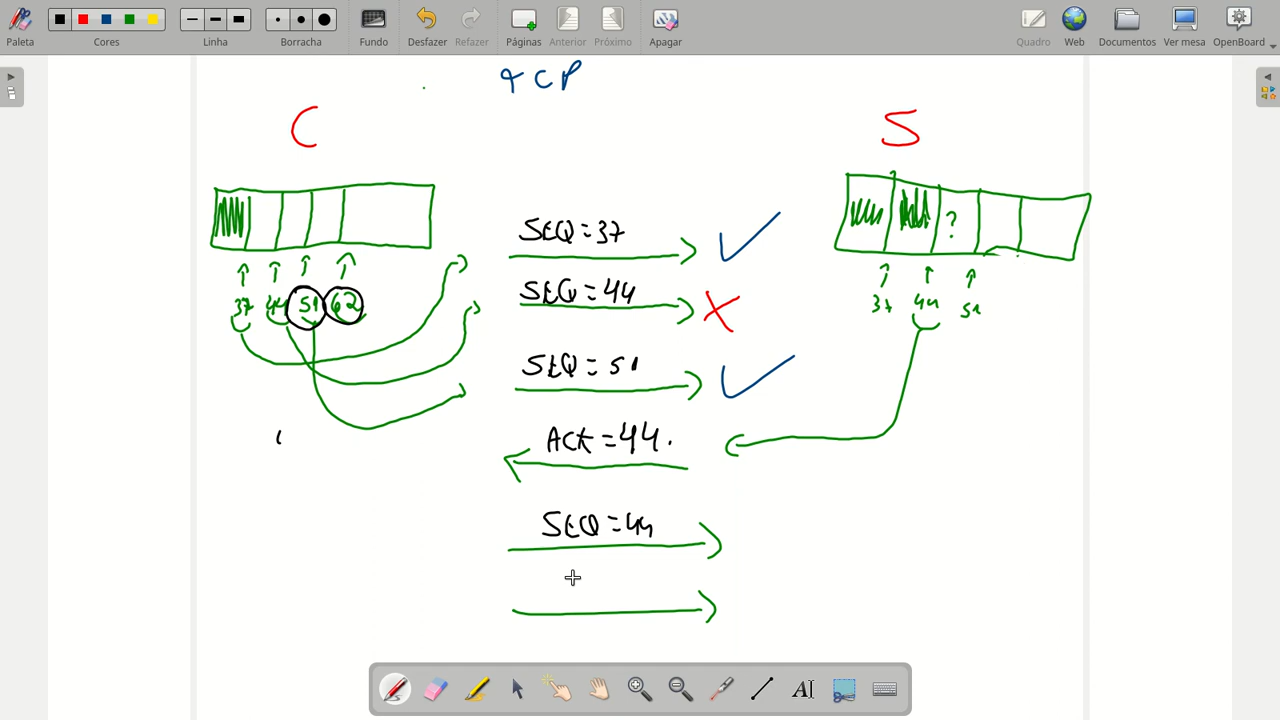 Paleta Cores Linha Borracha Fundo Desfazer Refazer Páginas Anterior Próximo Apagar Quadro Web Documentos Ver mesa OpenBoard
TCP
C S
SEQ=37
?
SEQ=44
37 44 51 62
37 44 51
SEQ=51
ACK=44.
SEQ=44
AI